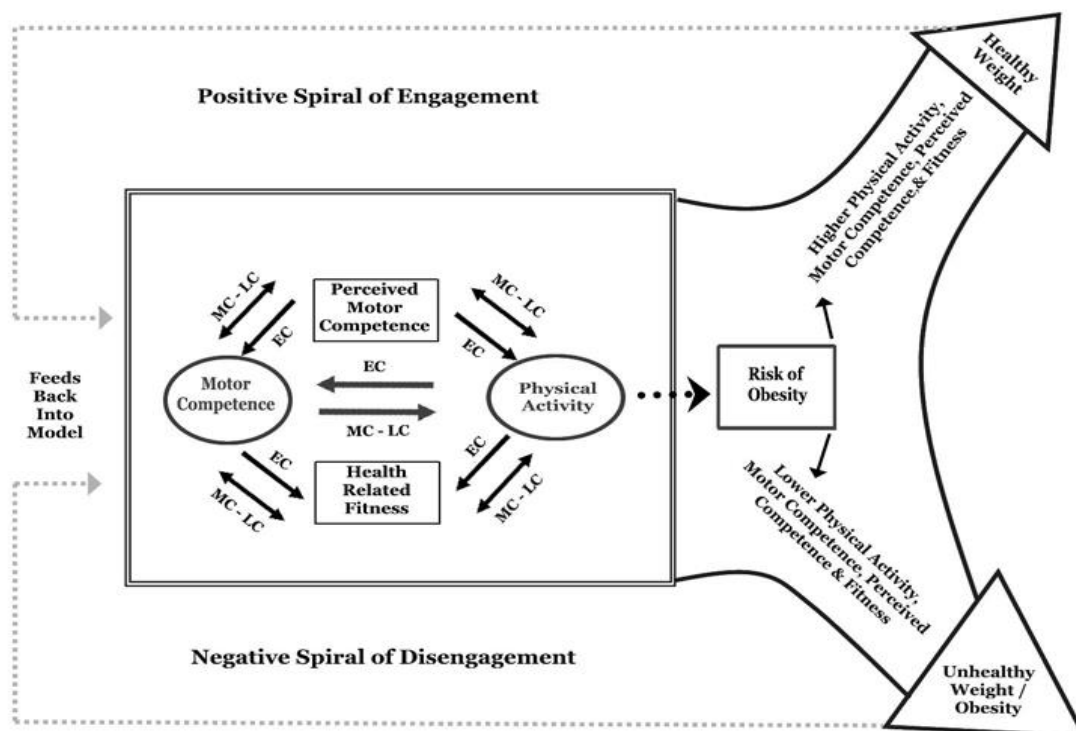 Positive Spiral of Engagement
Healthy
Weight
Higher Physical Activity,
Motor Competence, Perceived
Competence,& Fitness
MC - LC
EC
Perceived
Motor
Competence
MC - LC
EC
Feeds
Back
Into
Model
Motor
Competence
EC
MC - LC
Physical
Activity
Risk of
Obesity
EC
MC - LC
Health
Related
Fitness
EC
MC - LC
Lower Physical Activity,
Motor Competence, Perceived
Competence & Fitness
Negative Spiral of Disengagement
Unhealthy
Weight /
Obesity